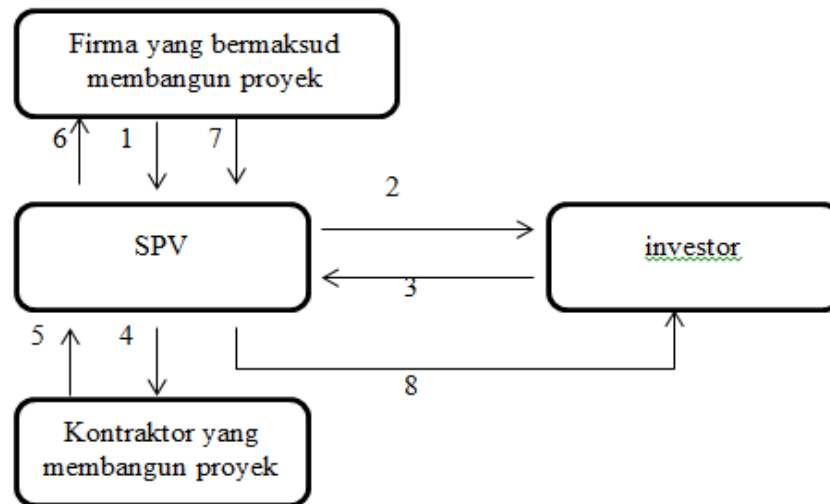 Firma yang bermaksud
membangun proyek
6 1 7
2
SPV
investor
3
5 4
8
Kontraktor yang
membangun proyek